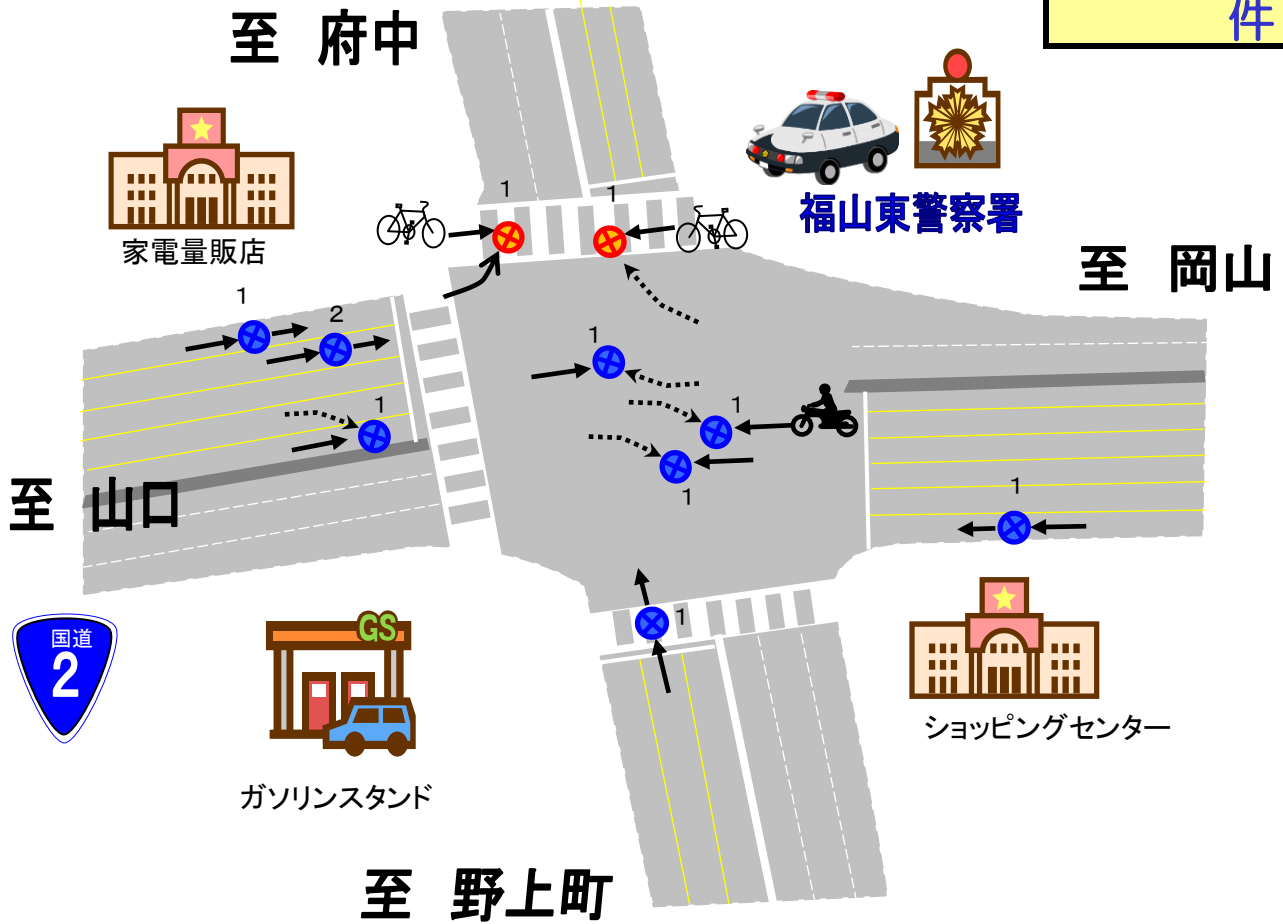 件
至 府中
家電量販店
福山東警察署
至 岡山
1
1
1
2
1
1
1
1
1
1
至 山口
国道
2
GS
ガソリンスタンド
ショッピングセンター
至 野上町